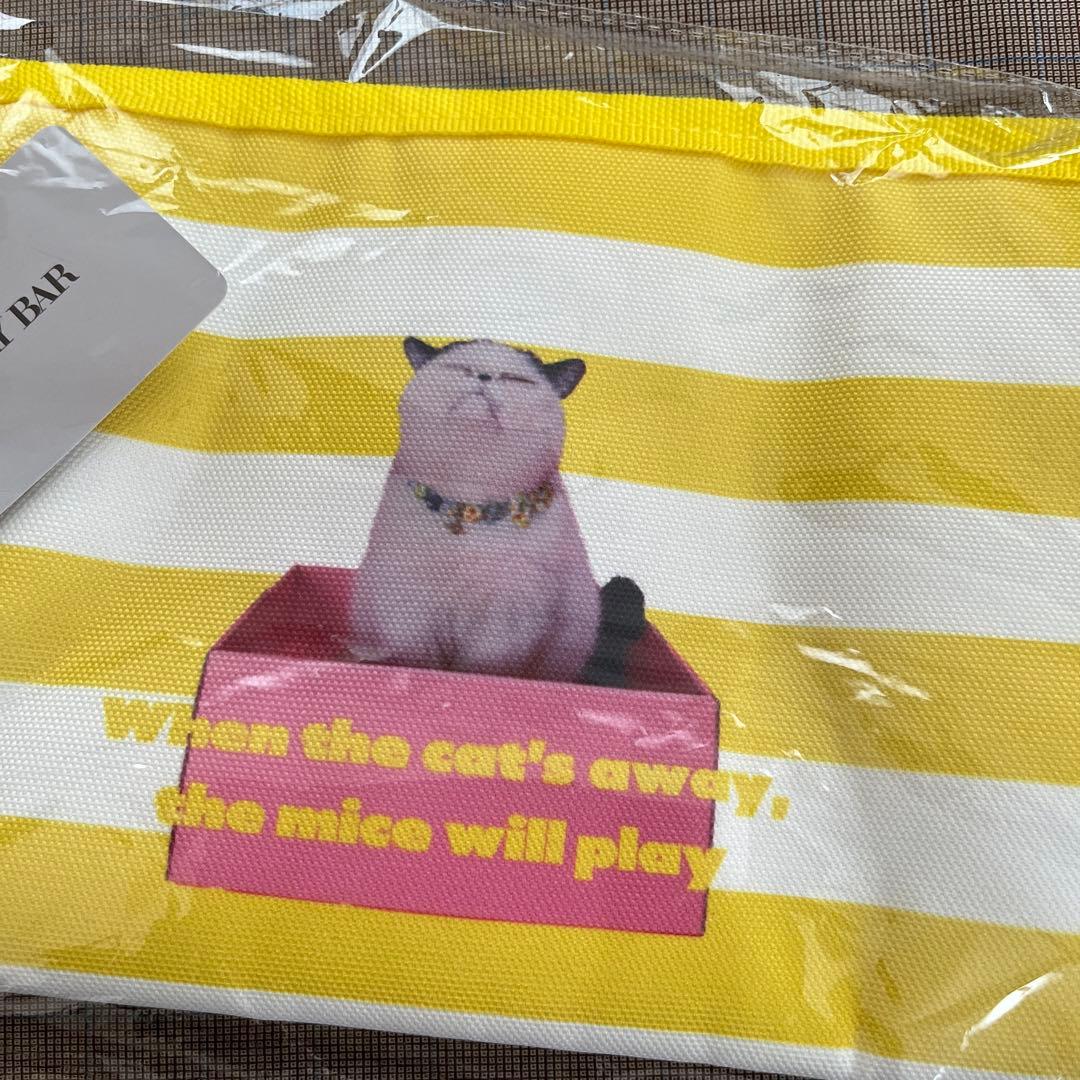 BAR
When the cat's away,
the mice will play